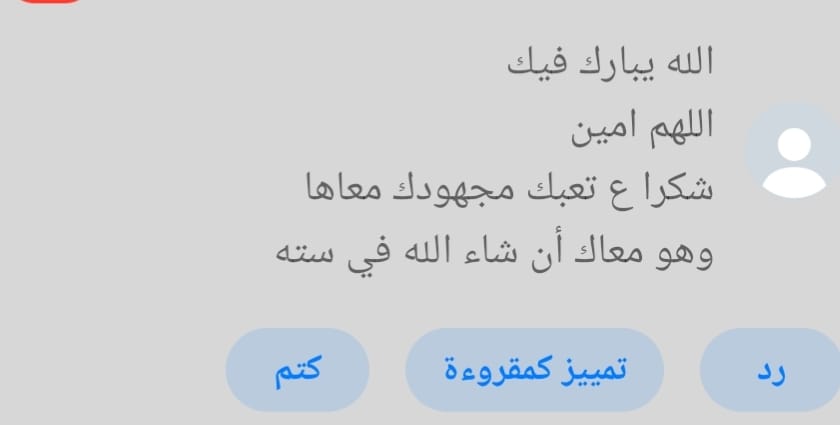 الله يبارك فيك
اللهم امين
شكرا ع تعبك مجهودك معاها
وهو معاك أن شاء الله في سته
رد
تمييز كمقروءة
كتم